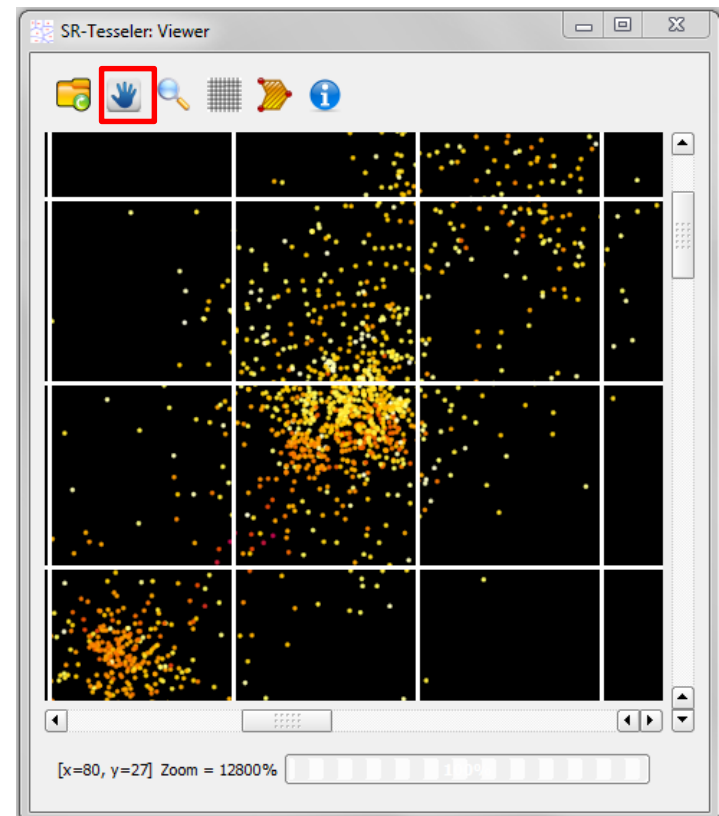 SR-Tesseler: Viewer
[x=80, y=27] Zoom = 12800%